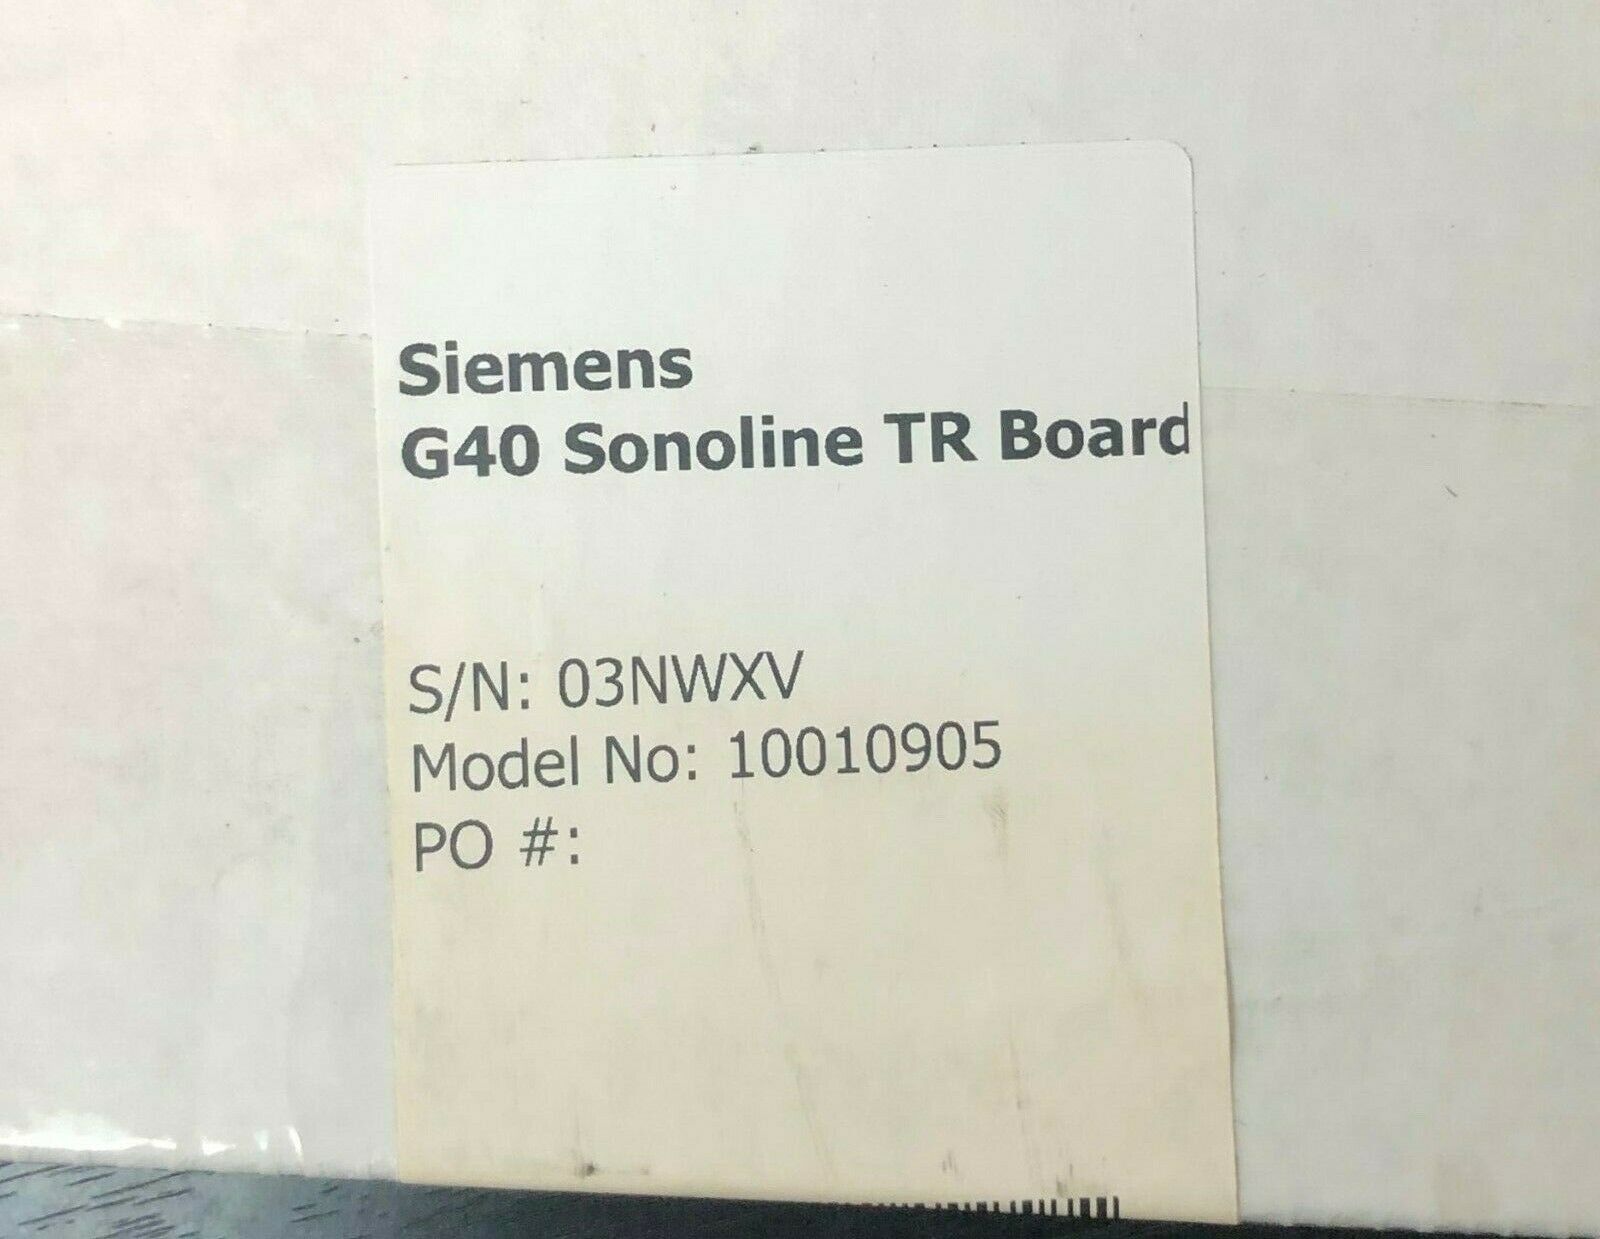 Siemens
G40 Sonoline TR Board
S/N: 03NWXV
Model No: 10010905
PO #: